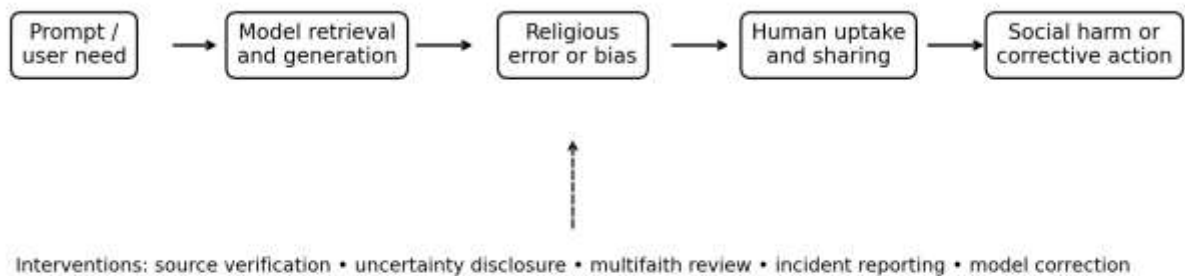 Prompt /
user need
Model retrieval
and generation
Religious
error or bias
Human uptake
and sharing
Social harm or
corrective action
Interventions: source verification • uncertainty disclosure • multifaith review • incident reporting • model correction